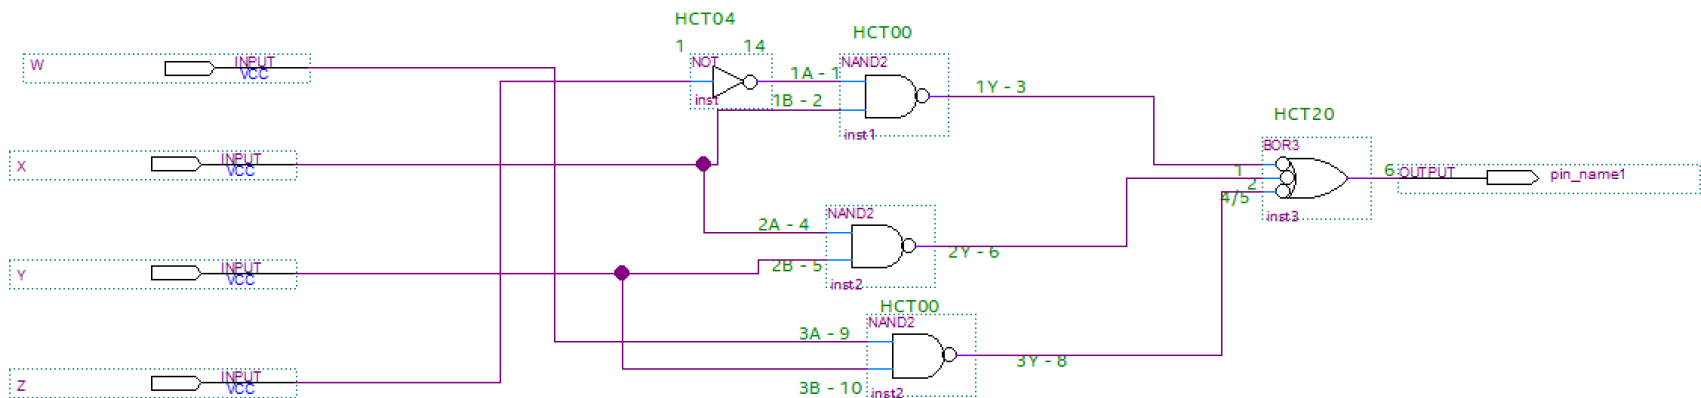 HCT04
HCT00
1 14
W INPUT VCC
NOT
inst
1A - 1
1B - 2
NAND2
inst1
1Y - 3
HCT20
BOR3
1
2
4/5
inst3
6
OUTPUT
pin_name1
X INPUT VCC
NAND2
2A - 4
2B - 5
inst2
2Y - 6
Y INPUT VCC
HCT00
NAND2
3A - 9
3B - 10
inst2
3Y - 8
Z INPUT VCC